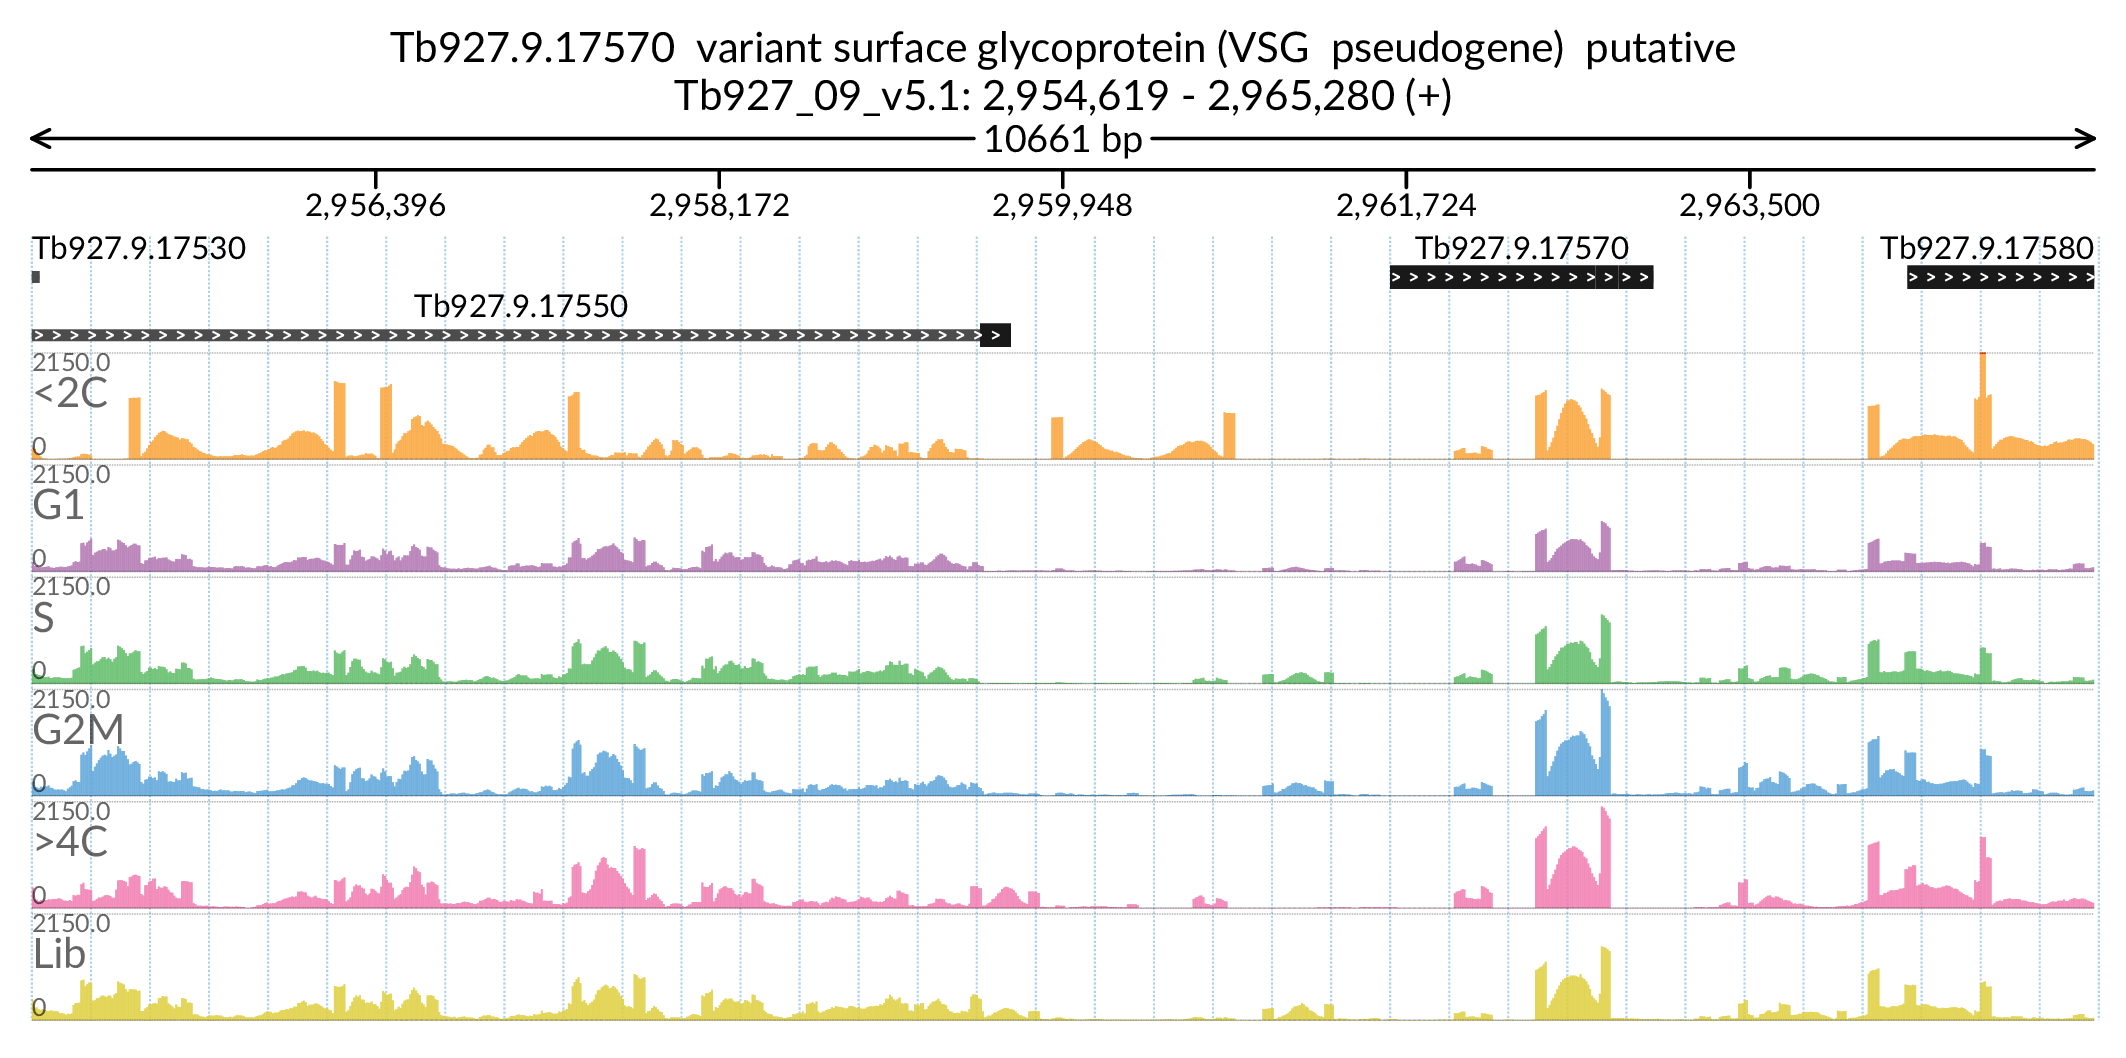 Tb927.9.17570  variant surface glycoprotein (VSG  pseudogene)  putative
Tb927_09_v5.1: 2,954,619 - 2,965,280 (+)
10661 bp
2,956,396 2,958,172 2,959,948 2,961,724 2,963,500
Tb927.9.17530 Tb927.9.17570 Tb927.9.17580
Tb927.9.17550
2150.0
<2C
0
2150.0
G1
0
2150.0
S
0
2150.0
G2M
0
2150.0
>4C
0
2150.0
Lib
0